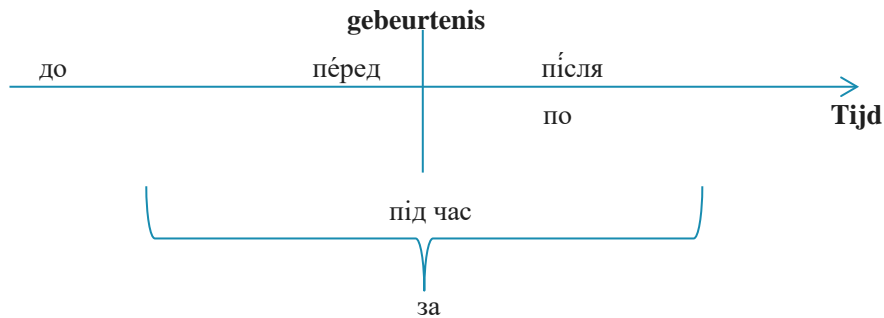 gebeurtenis
до пе́ред пі́сля
по Tijd
під час
за